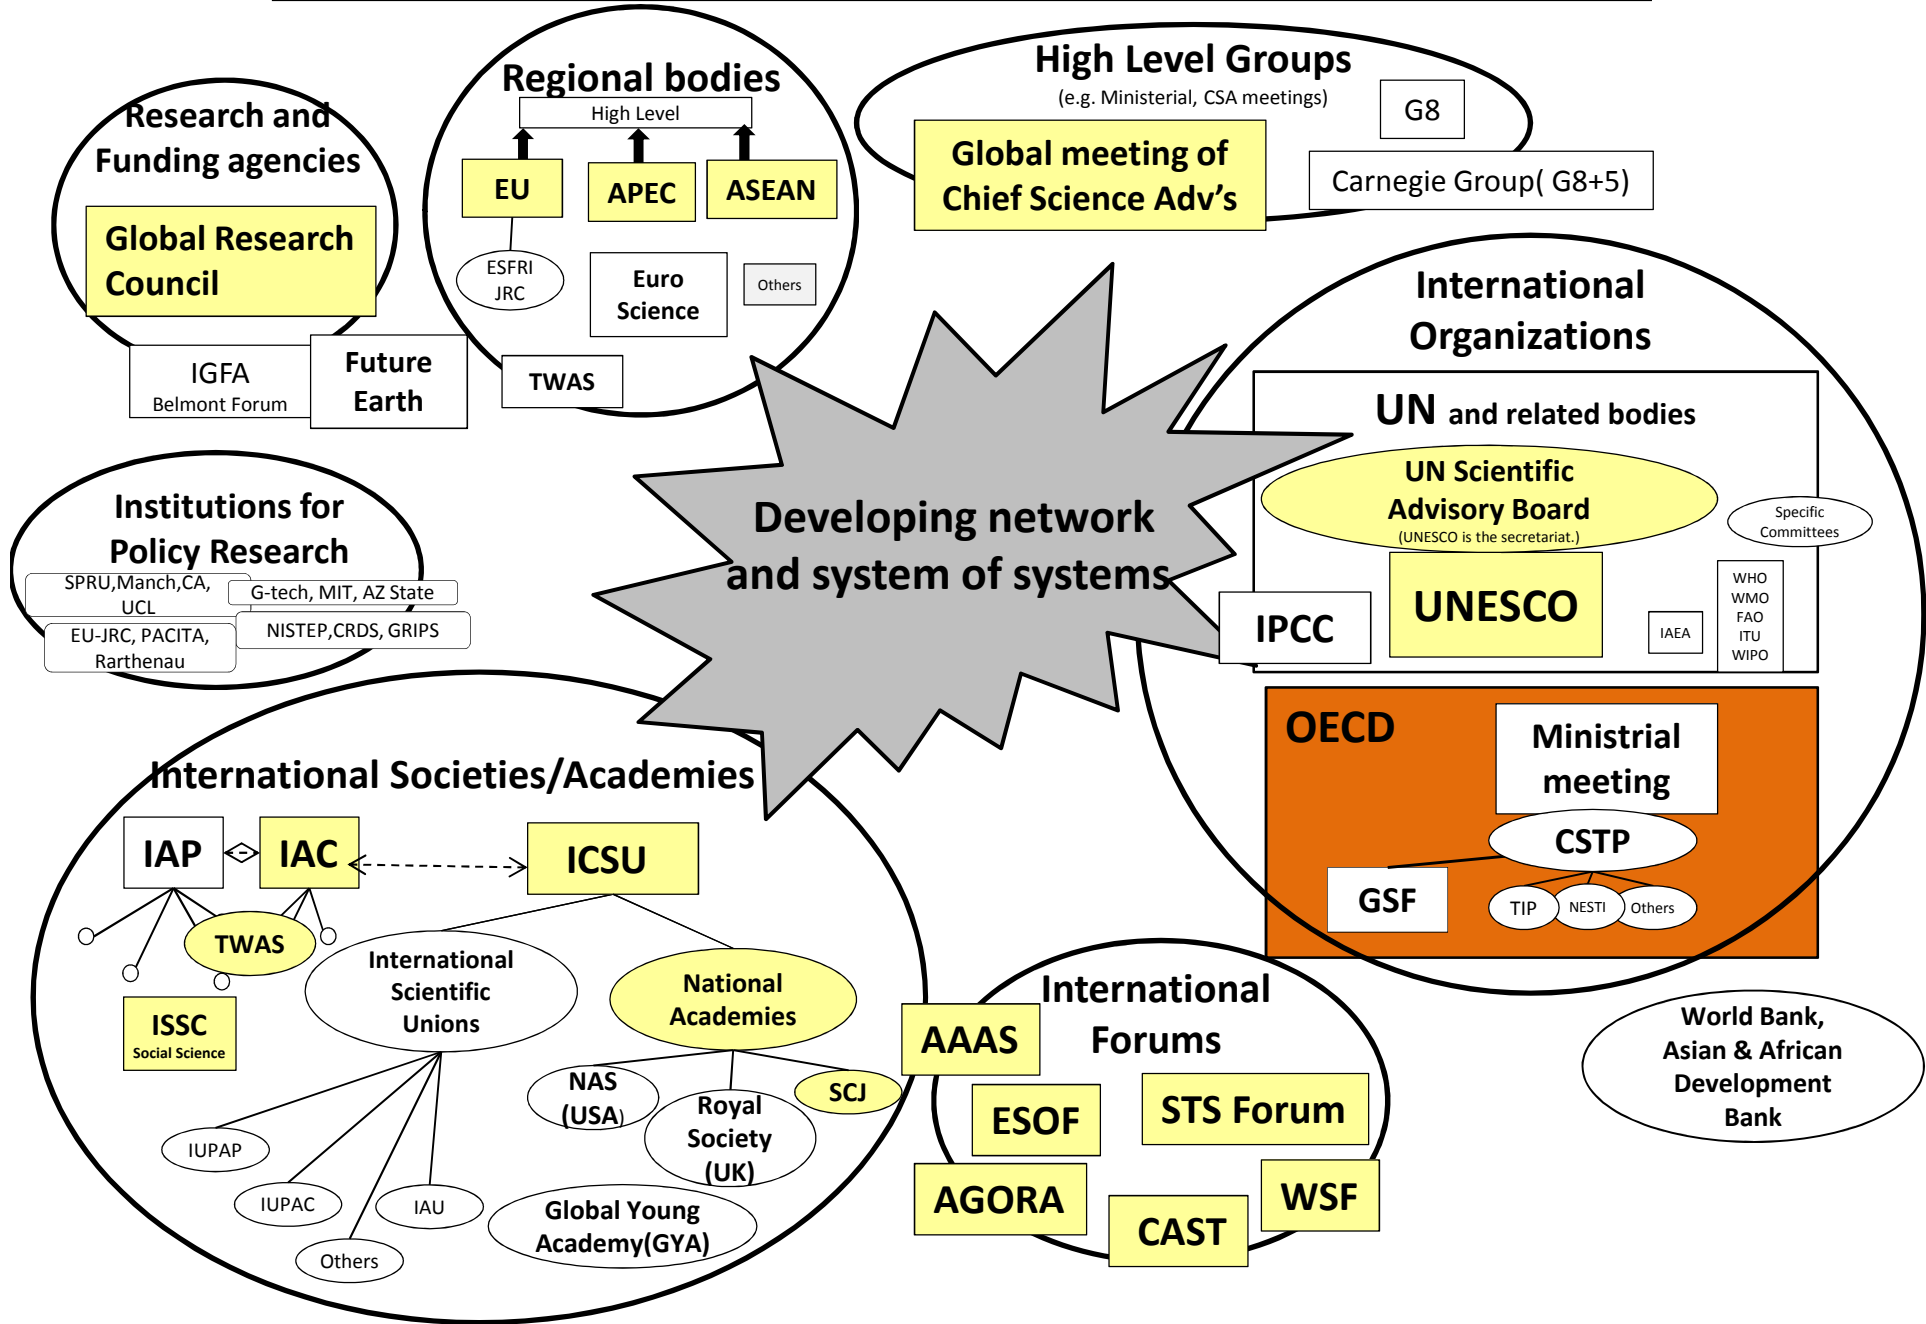 Research and
Funding agencies
Global Research
Council
IGFA
Belmont Forum
Future
Earth
Regional bodies
High Level
EU
APEC
ASEAN
ESFRI
JRC
Euro
Science
Others
TWAS
High Level Groups
(e.g. Ministerial, CSA meetings)
G8
Global meeting of
Chief Science Adv's
Carnegie Group( G8+5)
International
Organizations
UN and related bodies
UN Scientific
Advisory Board
(UNESCO is the secretariat.)
Specific
Committees
UNESCO
IPCC
IAEA
WHO
WMO
FAO
ITU
WIPO
OECD
Ministrial
meeting
CSTP
GSF
TIP
NESTI
Others
Developing network
and system of systems
Institutions for
Policy Research
SPRU,Manch,CA,
UCL
G-tech, MIT, AZ State
EU-JRC, PACITA,
Rarthenau
NISTEP,CRDS, GRIPS
International Societies/Academies
IAP
IAC
ICSU
TWAS
ISSC
Social Science
International
Scientific
Unions
National
Academies
NAS
(USA)
Royal
Society
(UK)
SCJ
IUPAP
IUPAC
IAU
Others
Global Young
Academy(GYA)
International
Forums
AAAS
ESOF
STS Forum
AGORA
CAST
WSF
World Bank,
Asian & African
Development
Bank